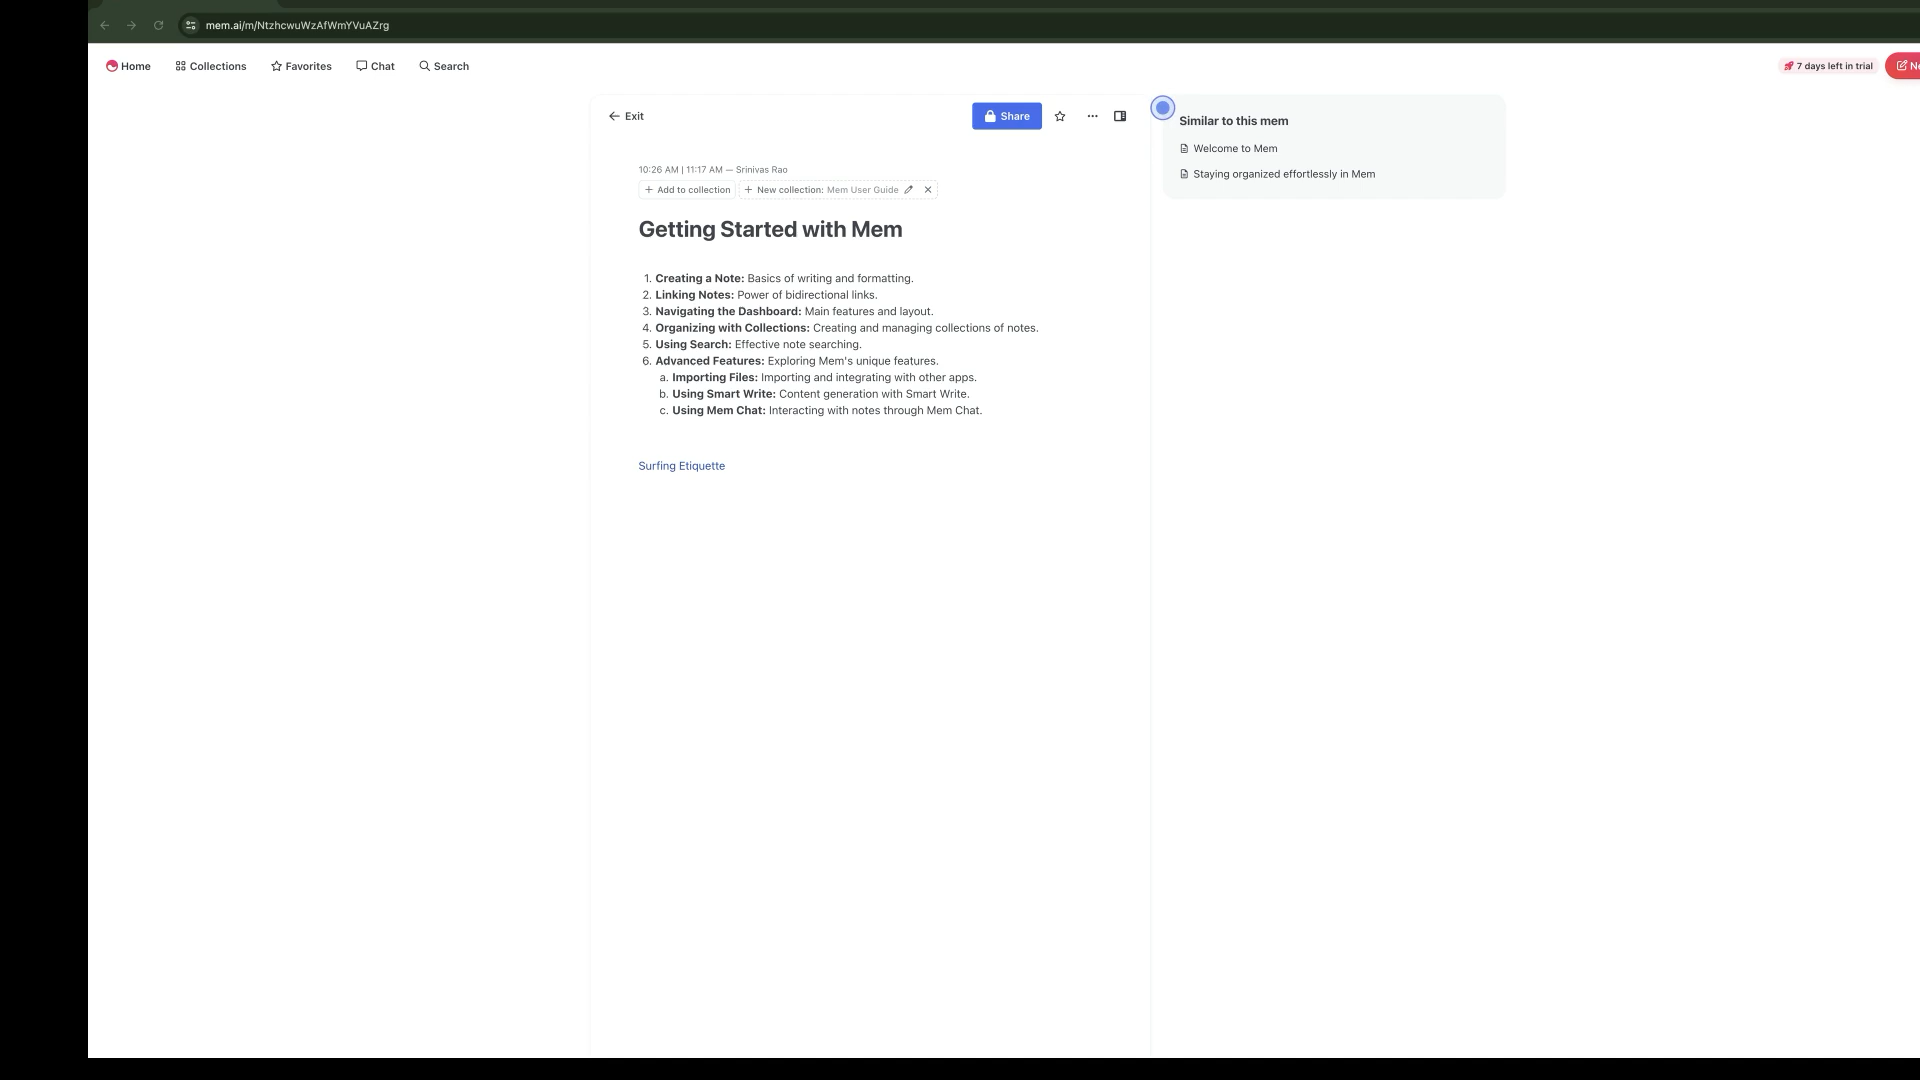 mem.ai/m/NtzhcwuWzAfWmYVuAZrg
Home Collections Favorites Chat Search
7 days left in trial
Exit
Share
10:26 AM | 11:17 AM — Srinivas Rao
Add to collection New collection: Mem User Guide
Getting Started with Mem
1. Creating a Note: Basics of writing and formatting.
2. Linking Notes: Power of bidirectional links.
3. Navigating the Dashboard: Main features and layout.
4. Organizing with Collections: Creating and managing collections of notes.
5. Using Search: Effective note searching.
6. Advanced Features: Exploring Mem's unique features.
a. Importing Files: Importing and integrating with other apps.
b. Using Smart Write: Content generation with Smart Write.
c. Using Mem Chat: Interacting with notes through Mem Chat.
Surfing Etiquette
Similar to this mem
Welcome to Mem
Staying organized effortlessly in Mem